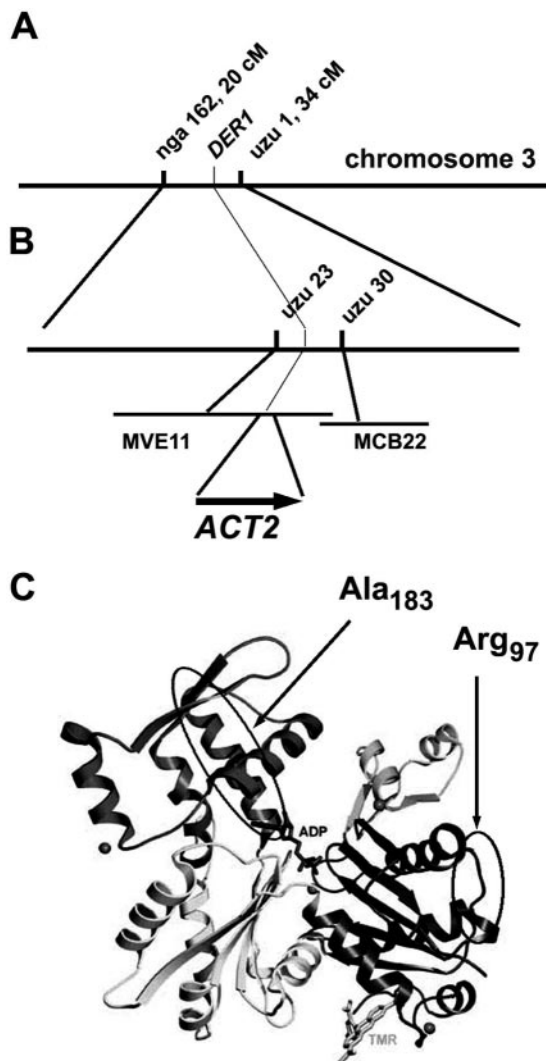 A
nga 162, 20 cM
DER1
uzu 1, 34 cM
chromosome 3
B
uzu 23
uzu 30
MVE11
MCB22
ACT2
C
Ala183
Arg97
ADP
TMR